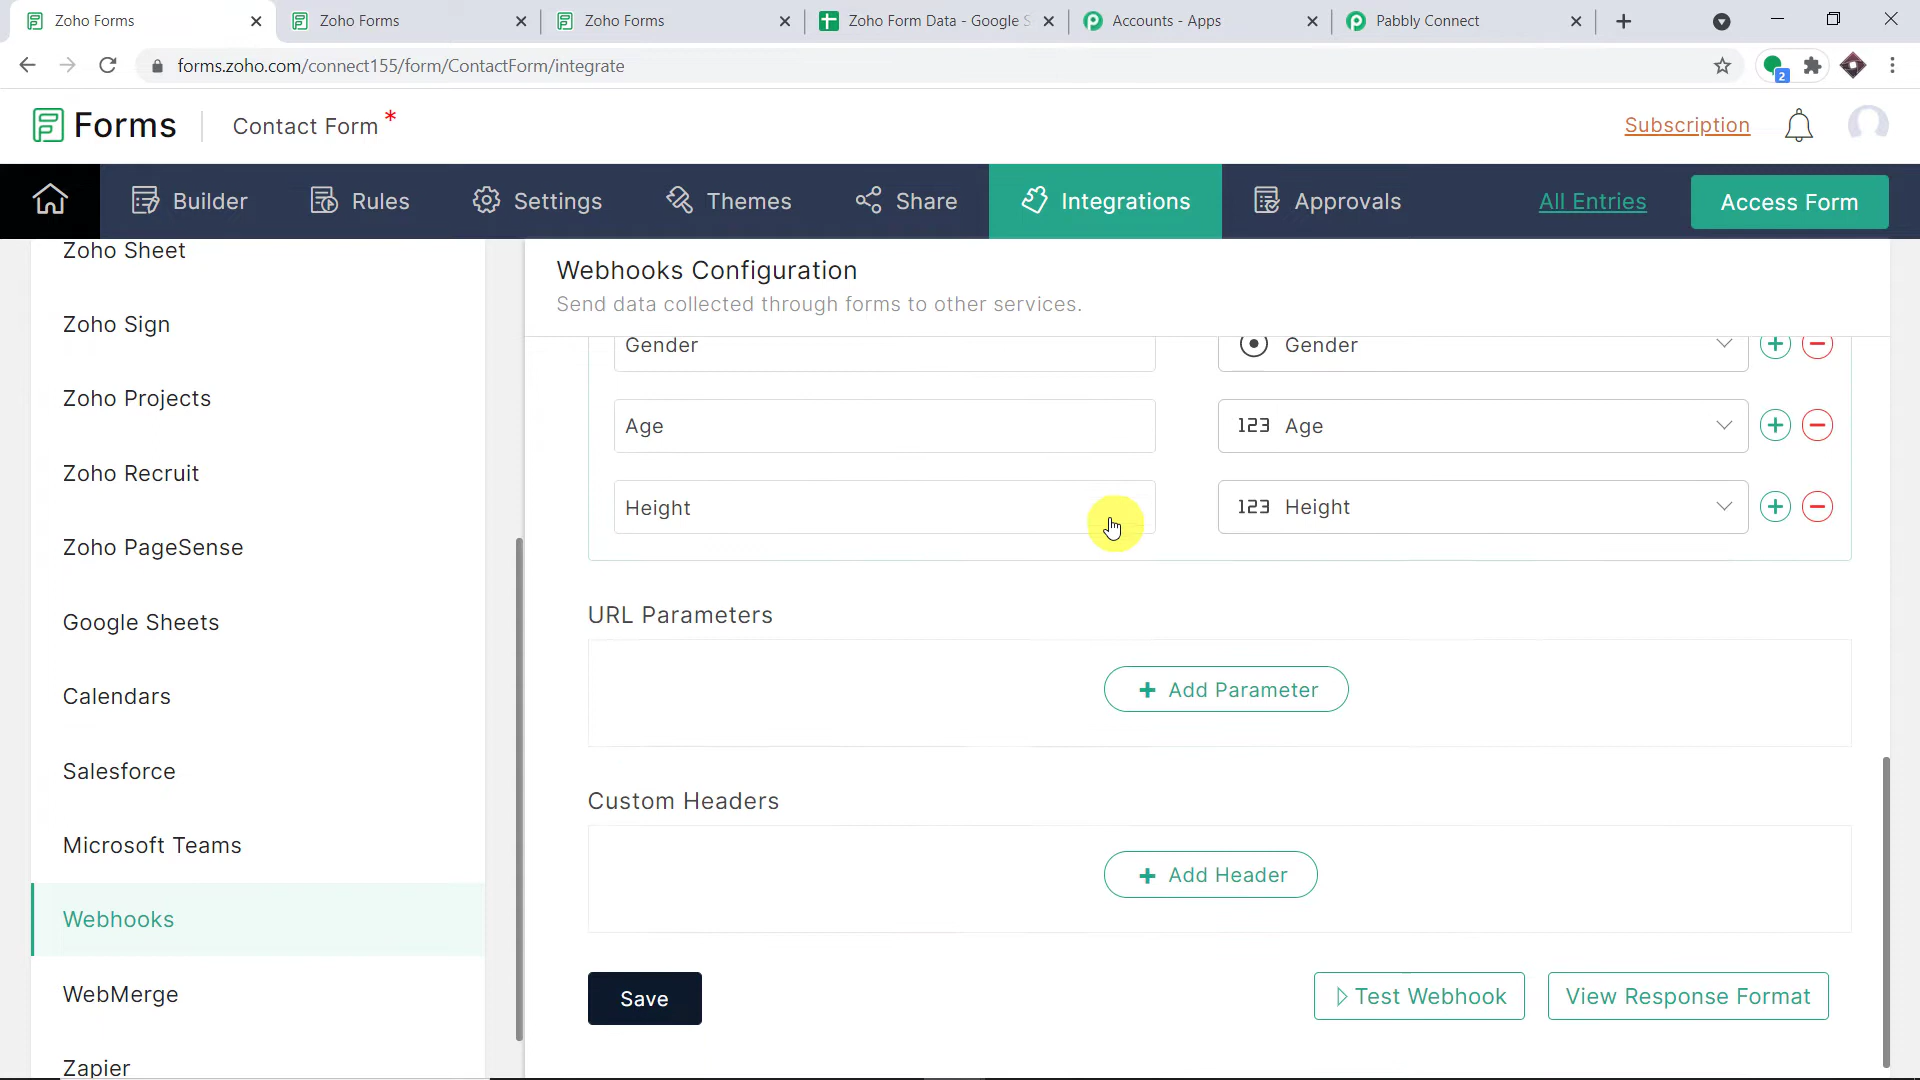 Zoho Forms
Zoho Forms
Zoho Forms
Zoho Form Data - Google S
Accounts - Apps
Pabbly Connect
forms.zoho.com/connect155/form/ContactForm/integrate
2
Forms
Contact Form *
Subscription
Builder
Rules
Settings
Themes
Share
Integrations
Approvals
All Entries
Access Form
Zoho Sheet
Zoho Sign
Zoho Projects
Zoho Recruit
Zoho PageSense
Google Sheets
Calendars
Salesforce
Microsoft Teams
Webhooks
WebMerge
Zapier
Webhooks Configuration
Send data collected through forms to other services.
Gender
Gender
Age
123 Age
Height
123 Height
URL Parameters
+ Add Parameter
Custom Headers
+ Add Header
Save
Test Webhook
View Response Format